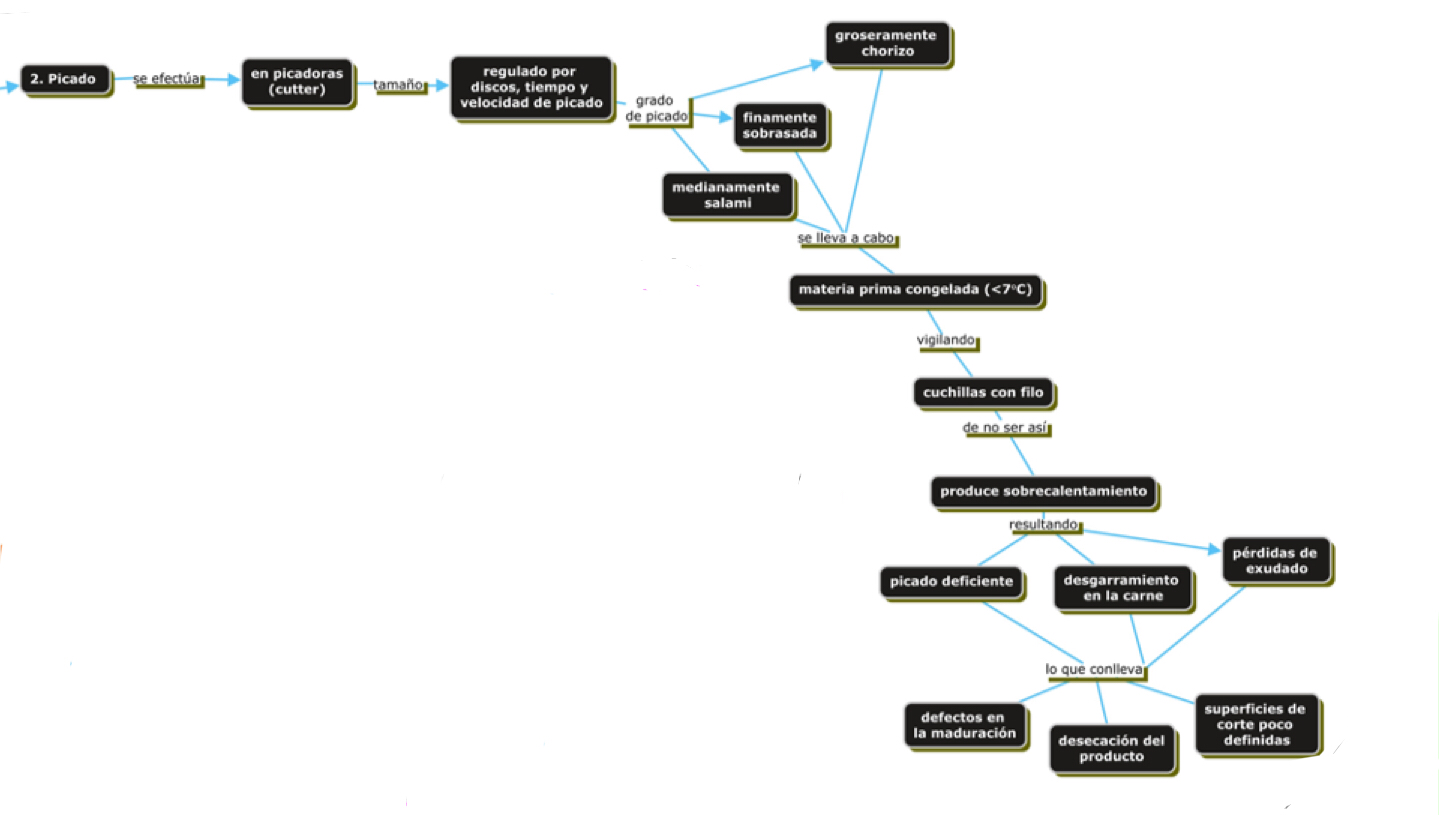 2. Picado
se efectúa
en picadoras
(cutter)
tamaño
regulado por
discos, tiempo y
velocidad de picado
grado
de picado
groseramente
chorizo
finamente
sobrasada
medianamente
salami
se lleva a cabo
materia prima congelada (<7ºC)
vigilando
cuchillas con filo
de no ser así
produce sobrecalentamiento
resultando
picado deficiente
desgarramiento
en la carne
pérdidas de
exudado
lo que conlleva
defectos en
la maduración
desecación del
producto
superficies de
corte poco
definidas